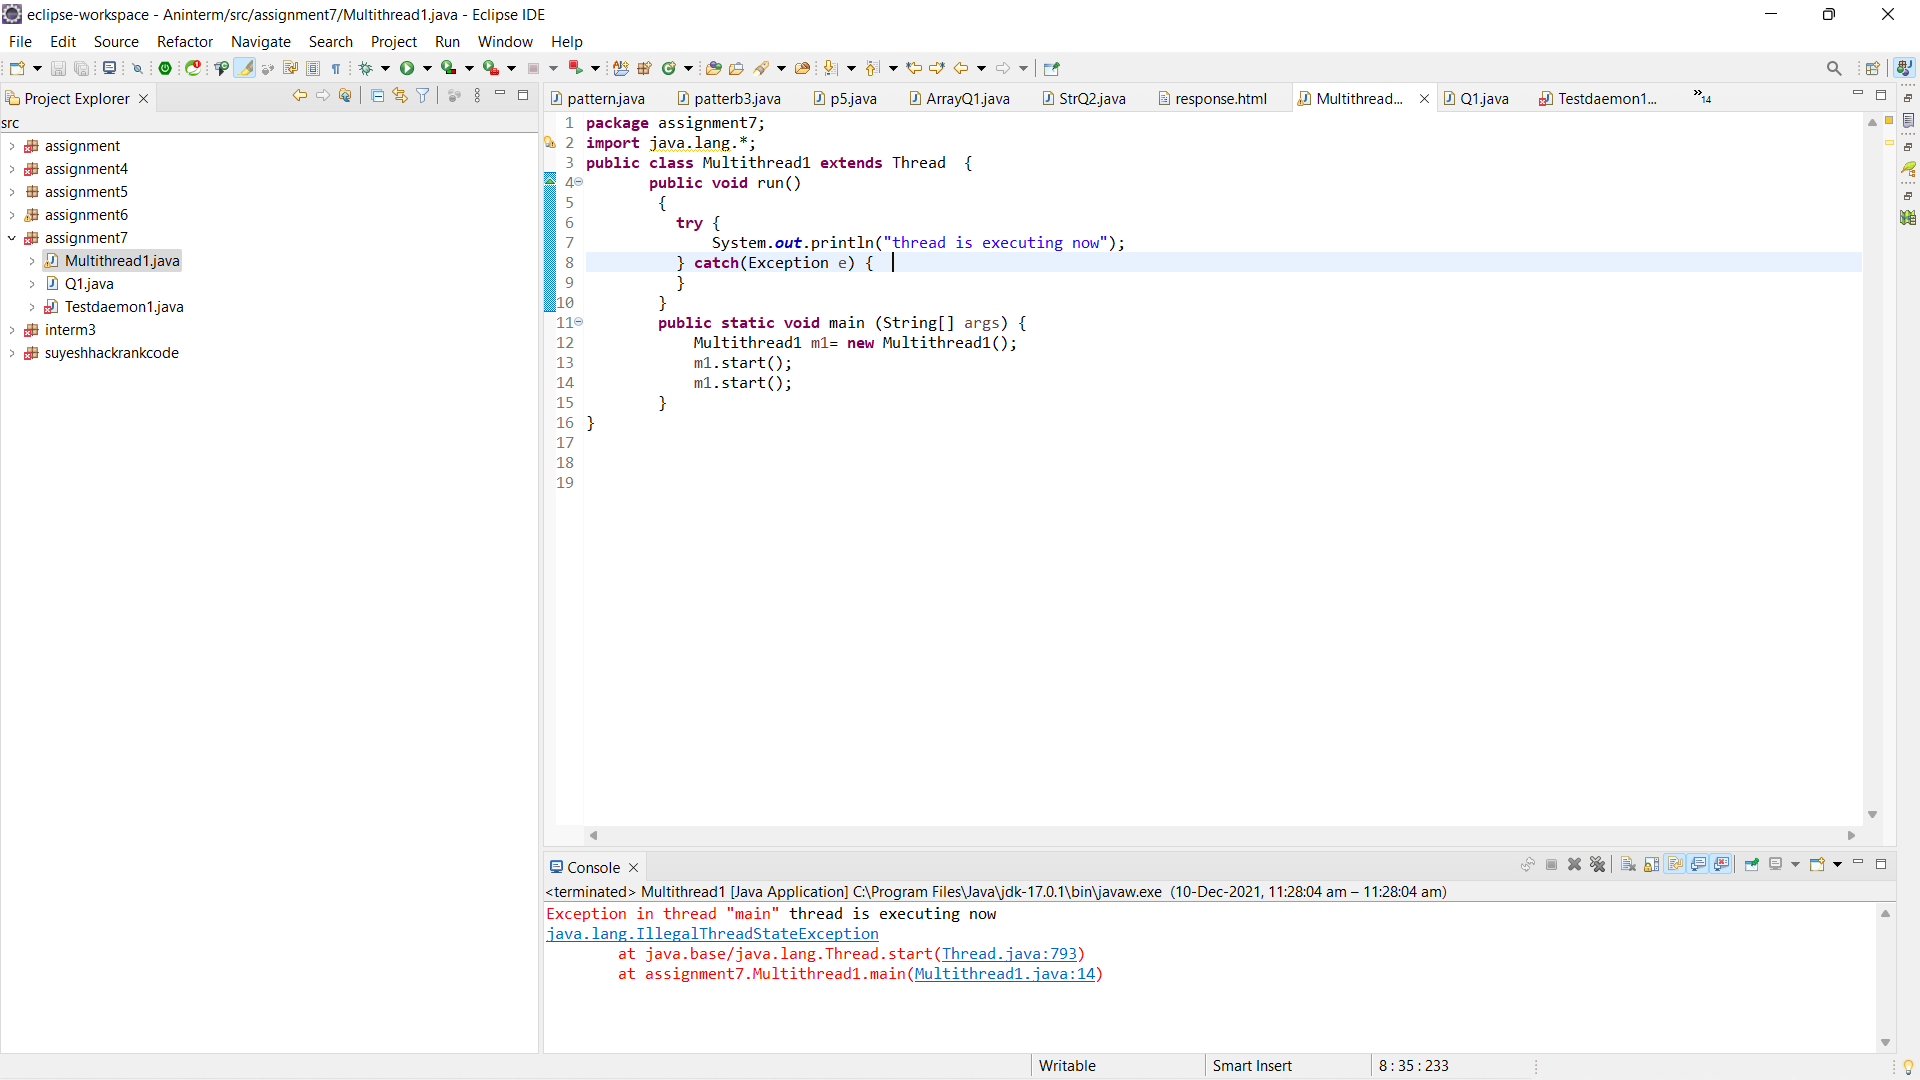 eclipse-workspace - Aninterm/src/assignment7/Multithread1.java - Eclipse IDE
File Edit Source Refactor Navigate Search Project Run Window Help
Project Explorer
src
assignment
assignment4
assignment5
assignment6
assignment7
Multithread1.java
Q1.java
Testdaemon1.java
interm3
suyeshhackrankcode
pattern.java patterb3.java p5.java ArrayQ1.java StrQ2.java response.html Multithread... Q1.java Testdaemon1... »14
1 package assignment7;
2 import java.lang.*;
3 public class Multithread1 extends Thread {
4 public void run()
5 {
6 try {
7 System.out.println("thread is executing now");
8 } catch(Exception e) {
9 }
10 }
11 public static void main (String[] args) {
12 Multithread1 m1= new Multithread1();
13 m1.start();
14 m1.start();
15 }
16 }
17
18
19
Console
<terminated> Multithread1 [Java Application] C:\Program Files\Java\jdk-17.0.1\bin\javaw.exe (10-Dec-2021, 11:28:04 am – 11:28:04 am)
Exception in thread "main" thread is executing now
java.lang.IllegalThreadStateException
at java.base/java.lang.Thread.start(Thread.java:793)
at assignment7.Multithread1.main(Multithread1.java:14)
Writable Smart Insert 8 : 35 : 233